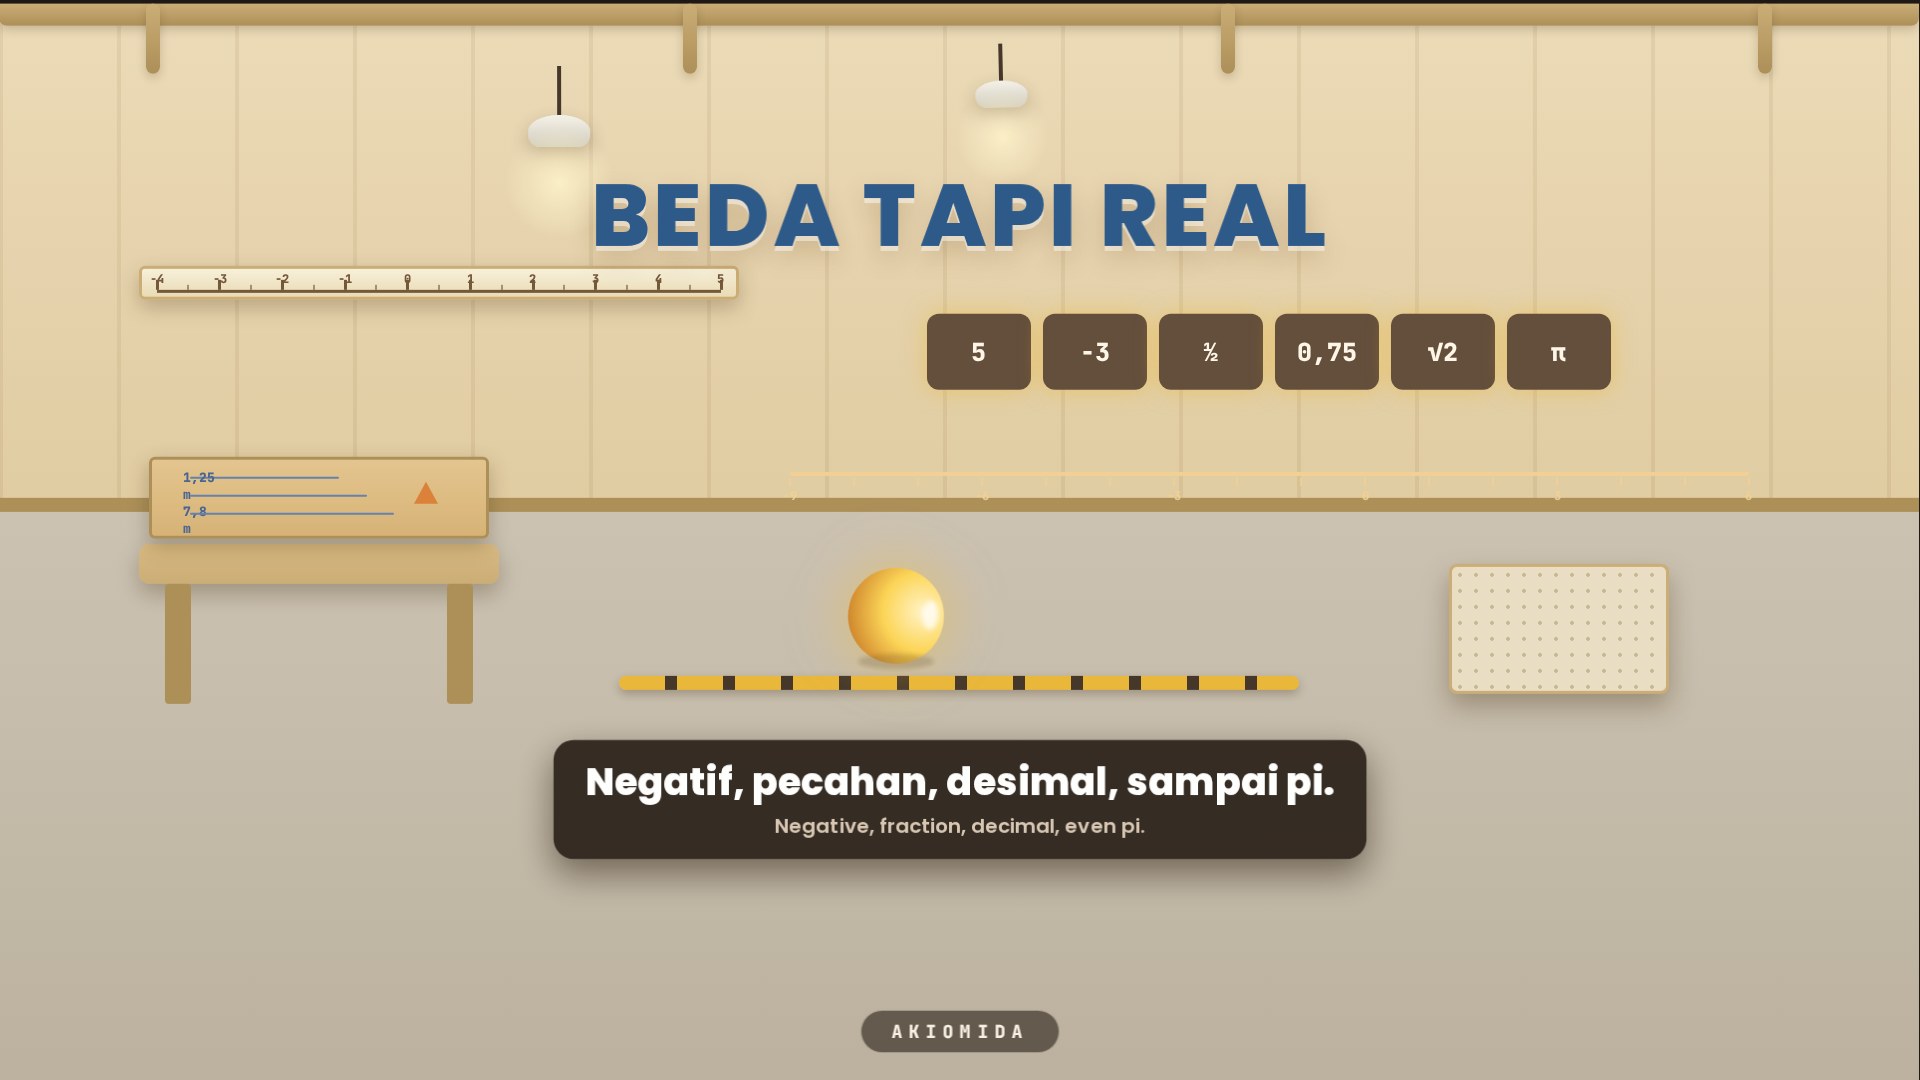 BEDA TAPI REAL
-4 -3 -2 -1 0 1 2 3 4 5
5 -3 ½ 0,75 √2 π
1,25
m
7,8
m
Negatif, pecahan, desimal, sampai pi.
Negative, fraction, decimal, even pi.
AKIOMIDA